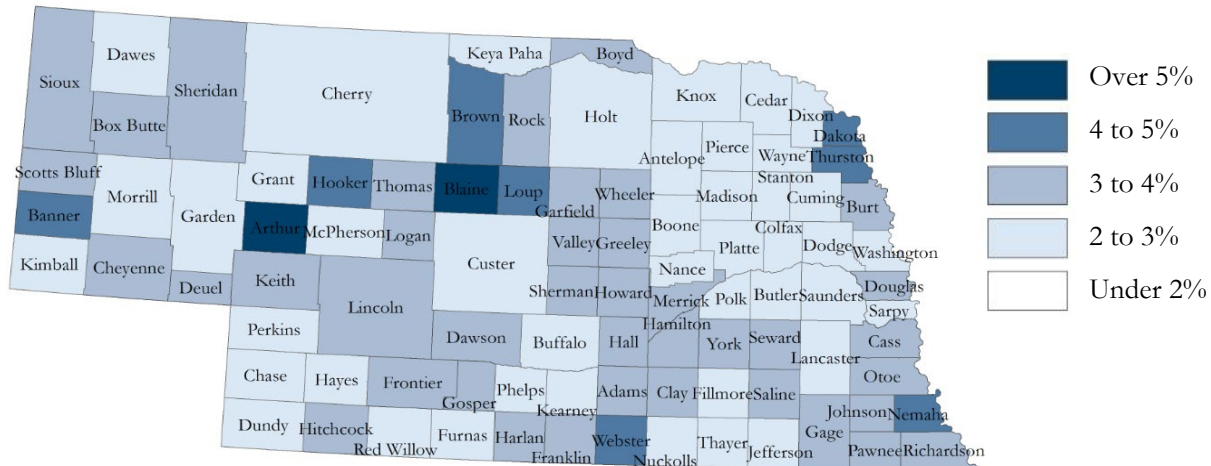 Keya Paha
Boyd
Dawes
Sioux
Sheridan
Cherry
Knox
Cedar
Dixon
Brown
Rock
Holt
Box Butte
Dakota
Pierce
Wayne
Thurston
Antelope
Scotts Bluff
Grant
Hooker
Thomas
Blaine
Loup
Wheeler
Stanton
Morrill
Madison
Cuming
Burt
Garden
Garfield
Banner
Arthur
McPherson
Logan
Boone
Colfax
Valley
Greeley
Platte
Dodge
Washington
Kimball
Cheyenne
Custer
Nance
Keith
Deuel
Douglas
Sherman
Howard
Merrick
Polk
Butler
Saunders
Lincoln
Sarpy
Hamilton
Perkins
Dawson
Buffalo
Hall
York
Seward
Cass
Lancaster
Chase
Hayes
Frontier
Otoe
Phelps
Adams
Clay
Fillmore
Saline
Gosper
Kearney
Johnson
Nemaha
Dundy
Hitchcock
Furnas
Harlan
Webster
Gage
Red Willow
Thayer
Franklin
Nuckolls
Jefferson
Pawnee
Richardson
Over 5%
4 to 5%
3 to 4%
2 to 3%
Under 2%